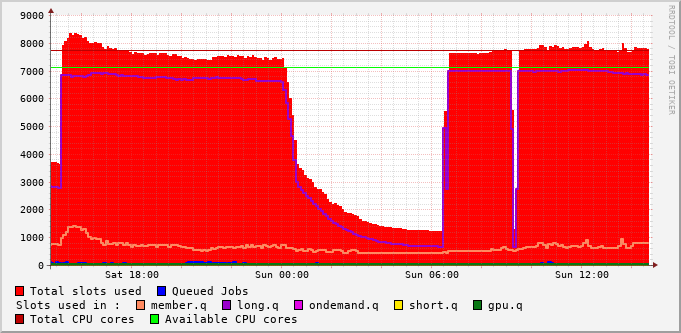 RRDTOOL / TOBI OETIKER
9000
8000
7000
6000
5000
4000
3000
2000
1000
0
Sat 18:00 Sun 00:00 Sun 06:00 Sun 12:00
Total slots used Queued Jobs
Slots used in : member.q long.q ondemand.q short.q gpu.q
Total CPU cores Available CPU cores